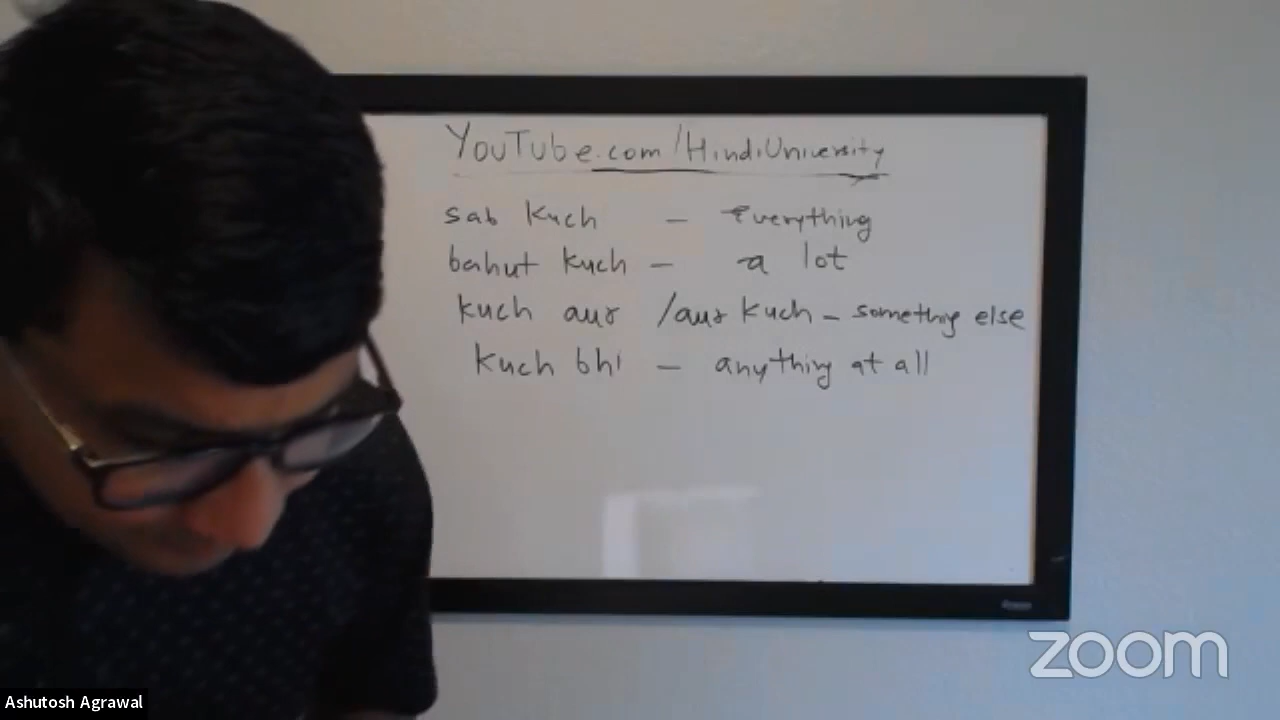 YouTube.com/HindiUniversity
sab kuch – Everything
bahut kuch – a lot
kuch aur /aur kuch – something else
kuch bhi – anything at all
zoom
Ashutosh Agrawal